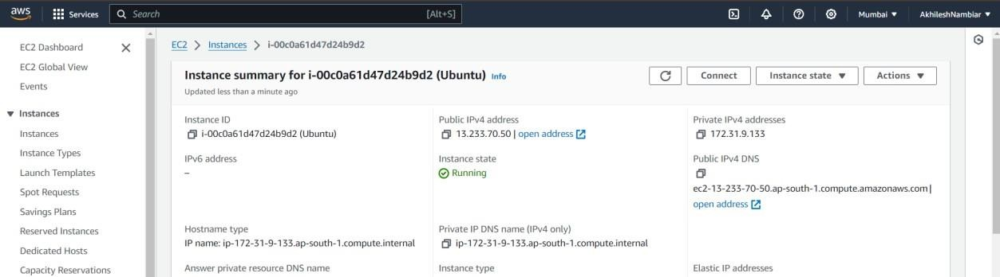 aws Services Search [Alt+S] Mumbai ▼ AkhileshNambiar ▼
EC2 Dashboard
EC2 Global View
Events
Instances
Instances
Instance Types
Launch Templates
Spot Requests
Savings Plans
Reserved Instances
Dedicated Hosts
Capacity Reservations
EC2 > Instances > i-00c0a61d47d24b9d2
Instance summary for i-00c0a61d47d24b9d2 (Ubuntu) Info
Updated less than a minute ago
Connect Instance state ▼ Actions ▼
Instance ID
i-00c0a61d47d24b9d2 (Ubuntu)
Public IPv4 address
13.233.70.50 | open address
Private IPv4 addresses
172.31.9.133
IPv6 address
–
Instance state
Running
Public IPv4 DNS
ec2-13-233-70-50.ap-south-1.compute.amazonaws.com |
open address
Hostname type
IP name: ip-172-31-9-133.ap-south-1.compute.internal
Private IP DNS name (IPv4 only)
ip-172-31-9-133.ap-south-1.compute.internal
Answer private resource DNS name
Instance type
Elastic IP addresses